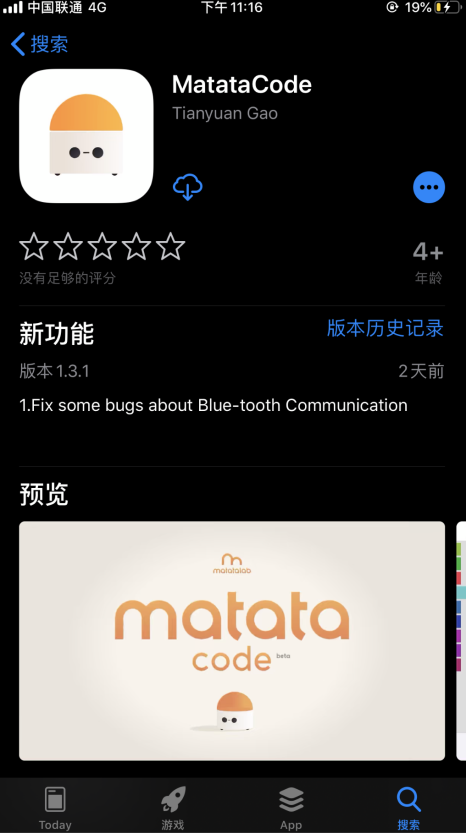 中国联通 4G 下午11:16 19%
搜索
MatataCode
Tianyuan Gao
没有足够的评分
4+
年龄
新功能
版本历史记录
版本 1.3.1
2天前
1.Fix some bugs about Blue-tooth Communication
预览
matatalab
matata
code beta
Today 游戏 App 搜索